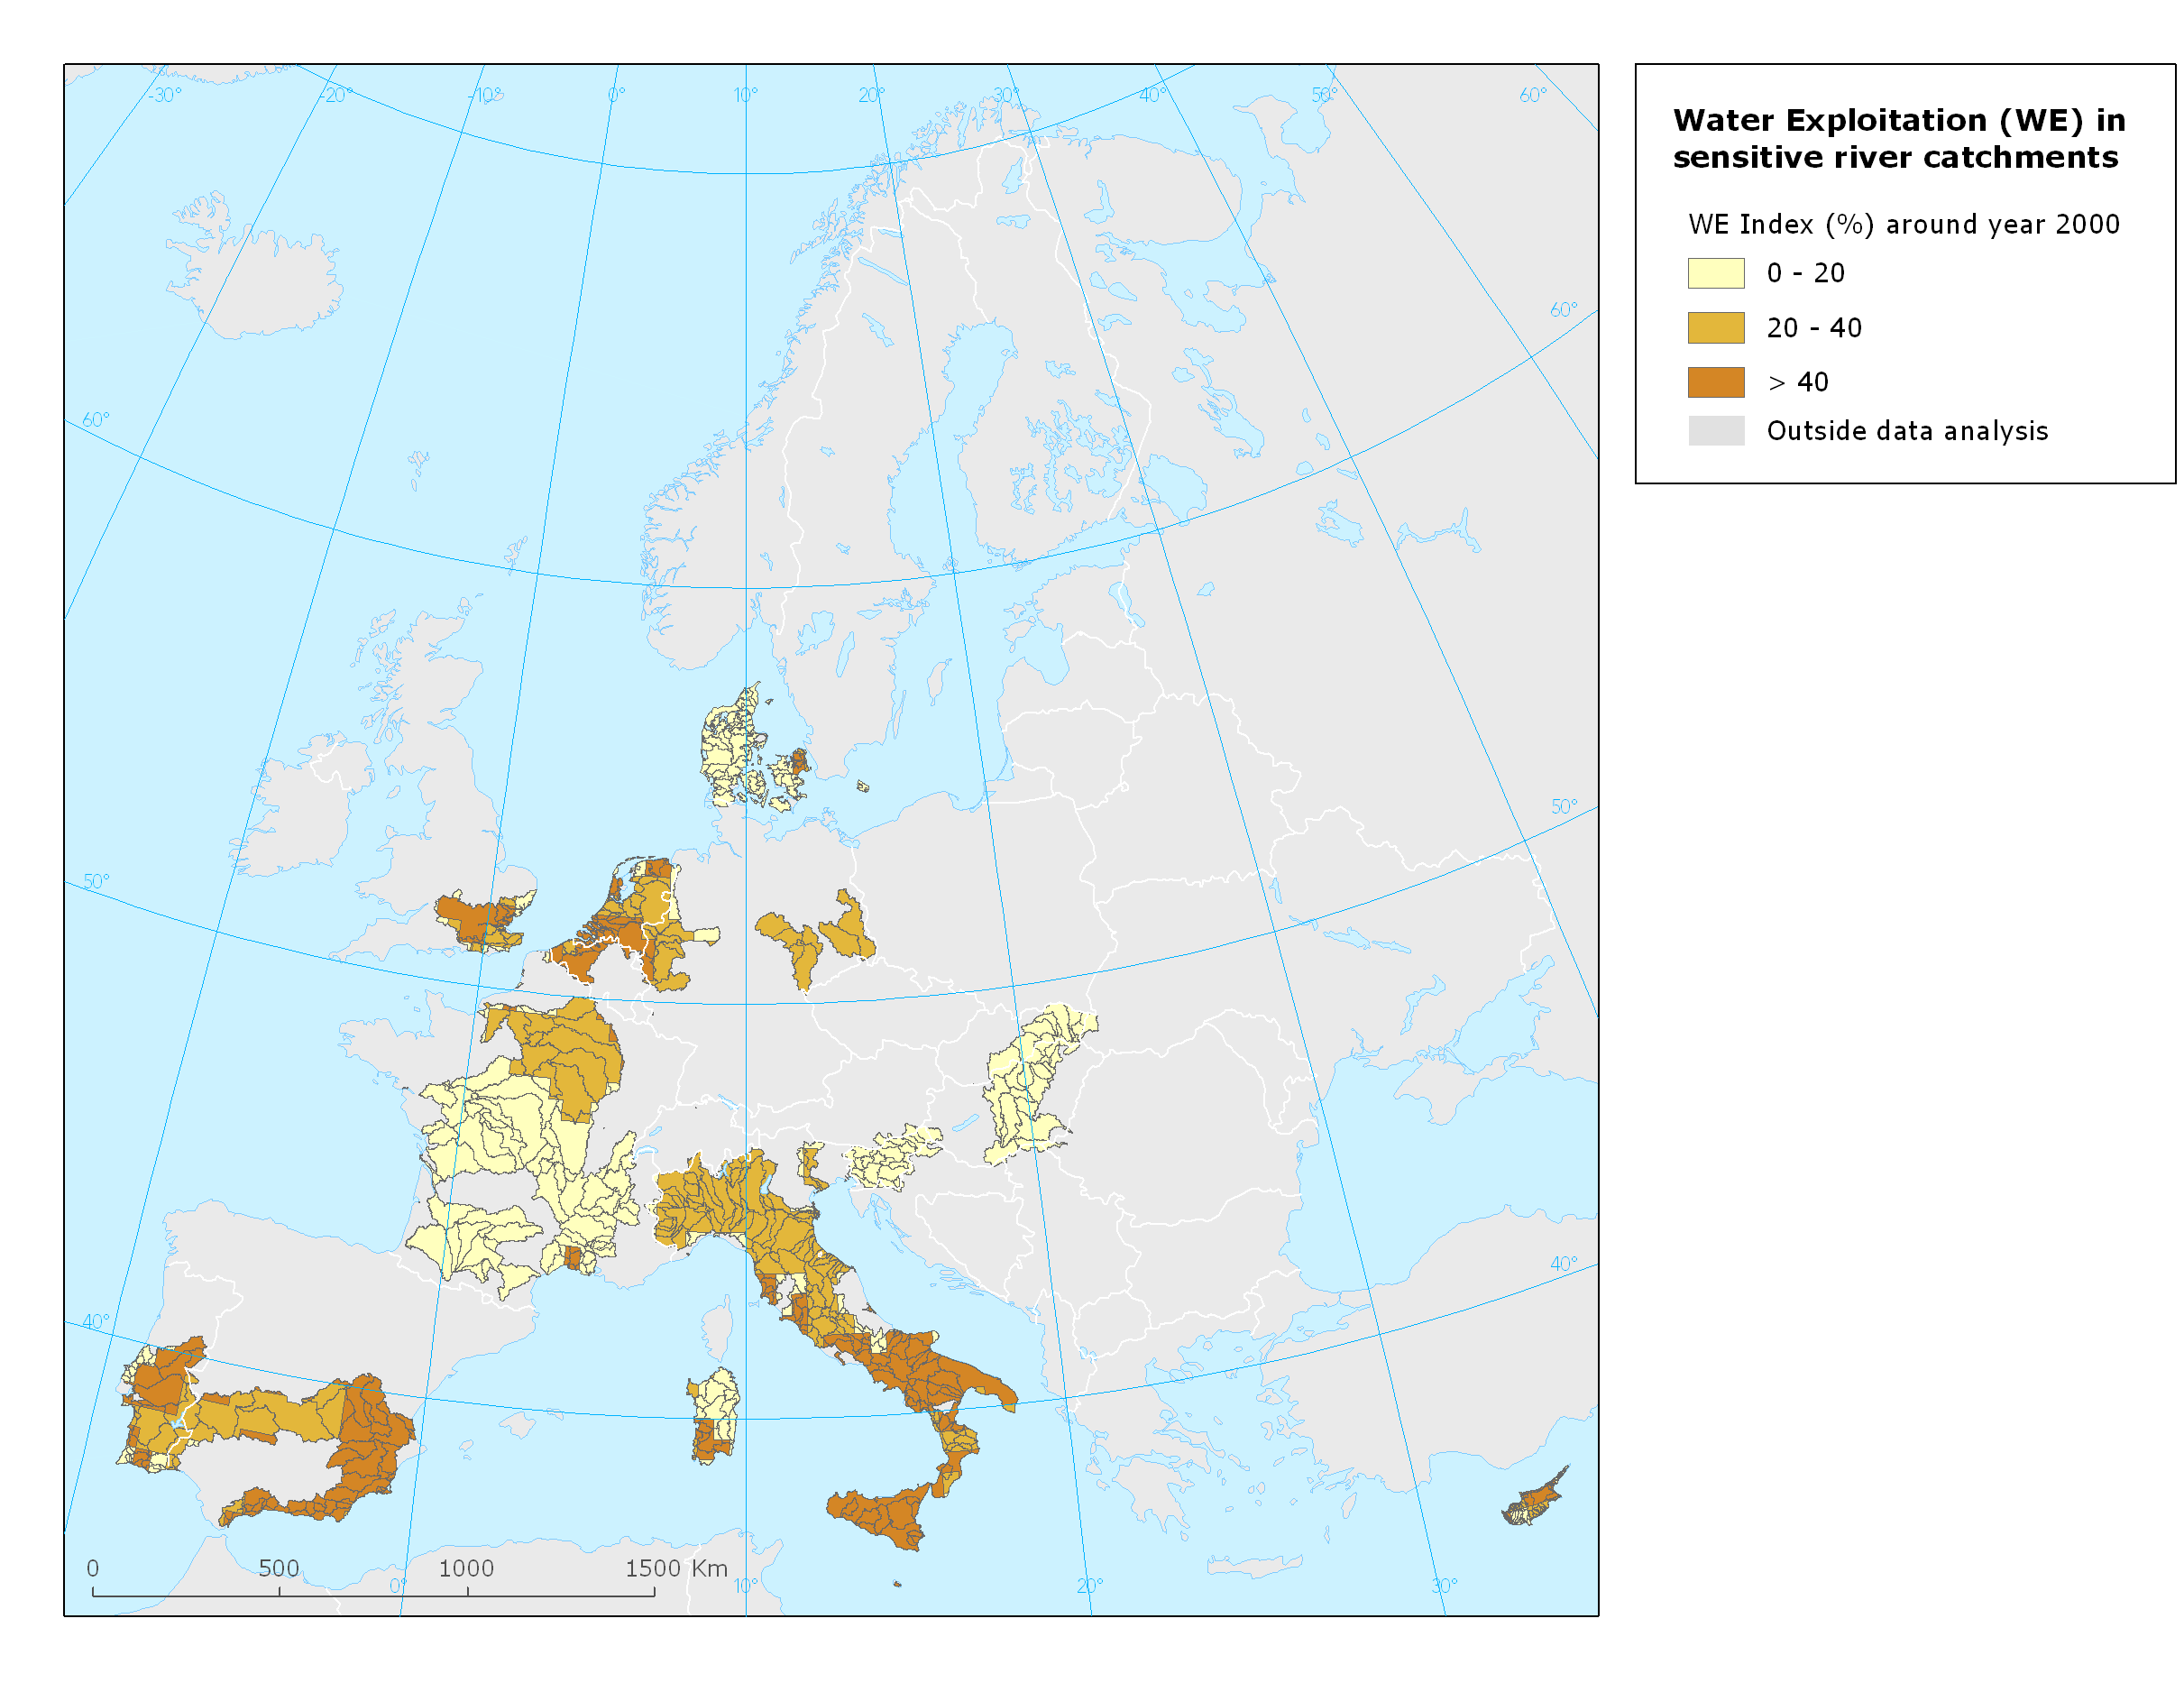 -30° -20° -10° 0° 10° 20° 30° 40° 50° 60°
Water Exploitation (WE) in
sensitive river catchments
WE Index (%) around year 2000
0 - 20
20 - 40
> 40
Outside data analysis
60°
60°
50°
50°
40°
40°
0 500 1000 1500 Km
0° 10° 20° 30°